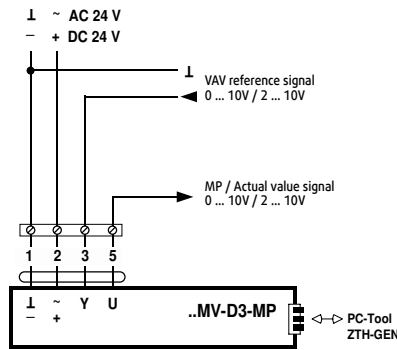 ⊥ ~ AC 24 V
– + DC 24 V
⊥ VAV reference signal
0 ... 10V / 2 ... 10V
MP / Actual value signal
0 ... 10V / 2 ... 10V
1 2 3 5
⊥ ~ Y U
– +
..MV-D3-MP
PC-Tool
ZTH-GEN